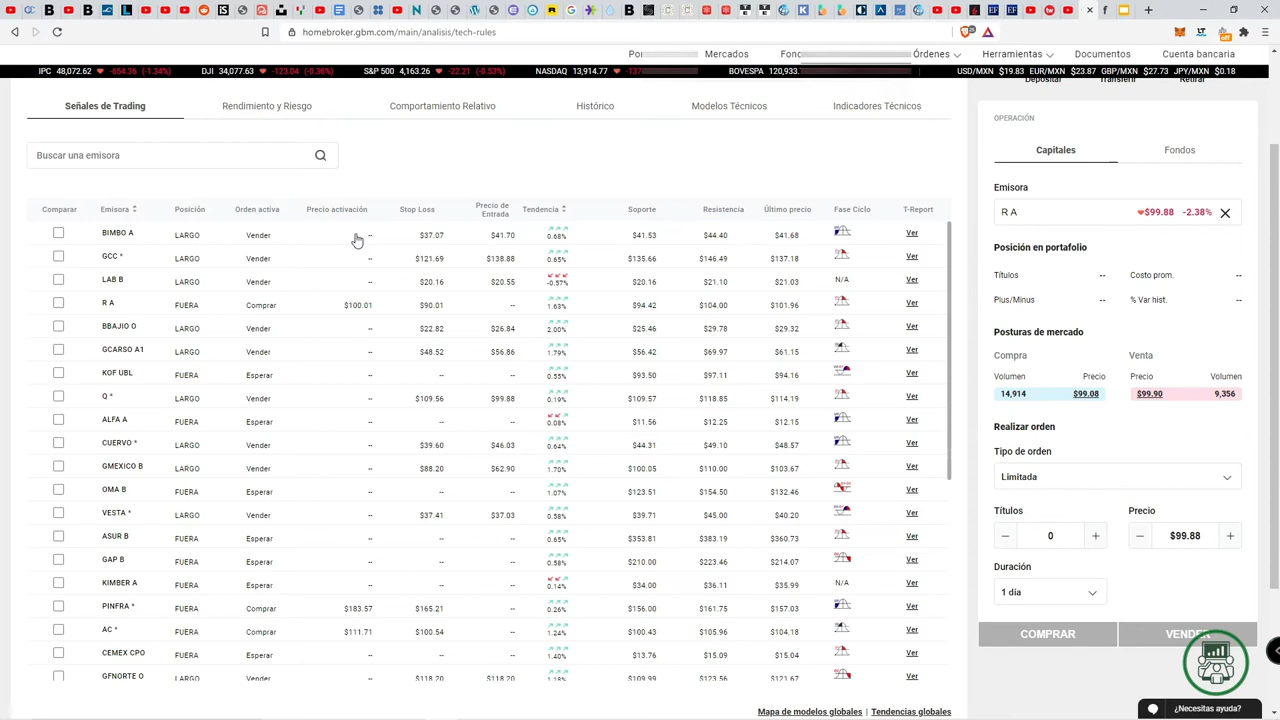 homebroker.gbm.com/main/analisis/tech-rules
Mercados Órdenes Herramientas Documentos Cuenta bancaria
IPC 48,072.62 -654.36 (-1.34%) DJI 34,077.63 -123.04 (-0.36%) S&P 500 4,163.26 -22.21 (-0.53%) NASDAQ 13,914.77 -137 BOVESPA 120,933. USD/MXN $19.83 EUR/MXN $23.87 GBP/MXN $27.73 JPY/MXN $0.18
Depositar Transferir Retirar
Señales de Trading Rendimiento y Riesgo Comportamiento Relativo Histórico Modelos Técnicos Indicadores Técnicos
Buscar una emisora
Comparar Emisora Posición Orden activa Precio activación Stop Loss Precio de Entrada Tendencia Soporte Resistencia Último precio Fase Ciclo T-Report
BIMBO A LARGO Vender -- $37.07 $41.70 0.68% $41.53 $44.40 $41.68 Ver
GCC * LARGO Vender -- $121.69 $138.88 0.65% $135.66 $146.49 $137.18 Ver
LAB B LARGO Vender -- $20.16 $20.55 -0.57% $20.16 $21.10 $21.03 N/A Ver
R A FUERA Comprar $100.01 $90.01 -- 1.63% $94.42 $104.00 $101.96 Ver
BBAJIO O LARGO Vender -- $22.82 $26.84 2.00% $25.46 $29.78 $29.32 Ver
GCARSO A1 LARGO Vender -- $48.52 $56.86 1.79% $56.42 $69.97 $61.15 Ver
KOF UBL FUERA Esperar -- -- -- 0.55% $93.50 $97.11 $94.16 Ver
Q * LARGO Vender -- $109.56 $99.88 0.19% $109.57 $118.85 $114.19 Ver
ALFA A FUERA Esperar -- -- -- 0.08% $11.56 $12.25 $12.15 Ver
CUERVO * LARGO Vender -- $39.60 $46.03 0.64% $44.31 $49.10 $48.57 Ver
GMEXICO B LARGO Vender -- $88.20 $62.90 1.70% $100.05 $110.00 $103.67 Ver
OMA B FUERA Esperar -- -- -- 1.07% $123.51 $154.50 $132.46 Ver
VESTA * LARGO Vender -- $37.41 $37.03 0.58% $39.71 $45.00 $40.20 Ver
ASUR B FUERA Esperar -- -- -- 0.65% $353.81 $383.19 $360.73 Ver
GAP B FUERA Esperar -- -- -- 0.58% $210.00 $223.46 $214.07 Ver
KIMBER A FUERA Esperar -- -- -- 0.14% $34.00 $36.11 $35.99 N/A Ver
PINFRA * FUERA Comprar $183.57 $165.21 -- 0.26% $156.00 $161.75 $157.03 Ver
AC * FUERA Comprar $111.71 $100.54 -- 1.24% $100.43 $105.96 $104.18 Ver
CEMEX CPO FUERA Esperar -- -- -- 1.40% $13.76 $15.09 $15.04 Ver
GFNORTE O LARGO Vender -- $118.20 $118.20 1.18% $109.99 $123.56 $121.67 Ver
Mapa de modelos globales Tendencias globales
OPERACIÓN
Capitales Fondos
Emisora
R A $99.88 -2.38%
Posición en portafolio
Títulos -- Costo prom. --
Plus/Minus -- % Var hist. --
Posturas de mercado
Compra Venta
Volumen Precio Precio Volumen
14,914 $99.08 $99.90 9,356
Realizar orden
Tipo de orden
Limitada
Títulos Precio
0 $99.88
Duración
1 día
COMPRAR VENDER
¿Necesitas ayuda?